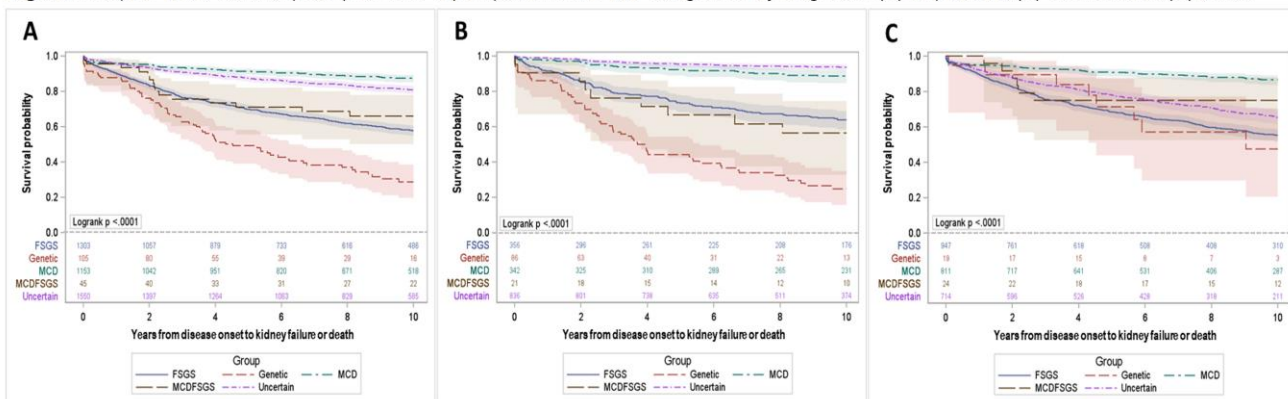 A
Survival probability
1.0
0.8
0.6
0.4
0.2
0.0
Logrank p <.0001
FSGS 1303 1057 879 733 616 488
Genetic 105 80 55 39 29 16
MCD 1153 1042 951 820 671 518
MCDFSGS 45 40 33 31 27 22
Uncertain 1550 1397 1264 1063 829 585
0 2 4 6 8 10
Years from disease onset to kidney failure or death
Group
FSGS Genetic MCD
MCDFSGS Uncertain
B
Survival probability
1.0
0.8
0.6
0.4
0.2
0.0
Logrank p <.0001
FSGS 356 296 261 225 208 176
Genetic 86 63 40 31 22 13
MCD 342 325 310 289 265 231
MCDFSGS 21 18 15 14 12 10
Uncertain 836 801 738 635 511 374
0 2 4 6 8 10
Years from disease onset to kidney failure or death
Group
FSGS Genetic MCD
MCDFSGS Uncertain
C
Survival probability
1.0
0.8
0.6
0.4
0.2
0.0
Logrank p <.0001
FSGS 947 761 618 508 408 310
Genetic 19 17 15 8 7 3
MCD 811 717 641 531 406 287
MCDFSGS 24 22 18 17 15 12
Uncertain 714 596 526 428 318 211
0 2 4 6 8 10
Years from disease onset to kidney failure or death
Group
FSGS Genetic MCD
MCDFSGS Uncertain